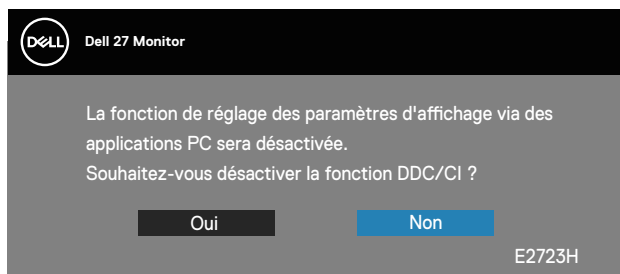 DELL
Dell 27 Monitor
La fonction de réglage des paramètres d'affichage via des
applications PC sera désactivée.
Souhaitez-vous désactiver la fonction DDC/CI ?
Oui Non
E2723H